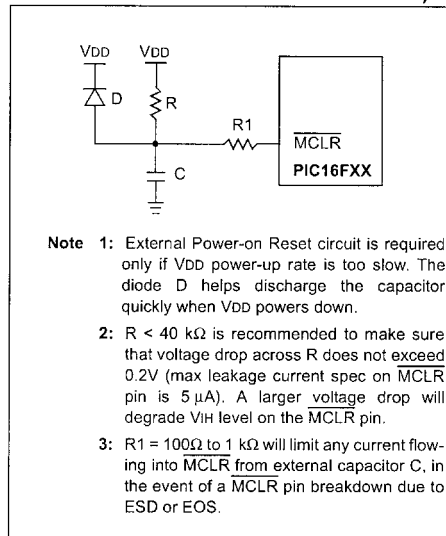 VDD VDD
D R
R1
MCLR
C PIC16FXX
Note 1: External Power-on Reset circuit is required
only if VDD power-up rate is too slow. The
diode D helps discharge the capacitor
quickly when VDD powers down.
2: R < 40 kΩ is recommended to make sure
that voltage drop across R does not exceed
0.2V (max leakage current spec on MCLR
pin is 5 µA). A larger voltage drop will
degrade VIH level on the MCLR pin.
3: R1 = 100Ω to 1 kΩ will limit any current flow-
ing into MCLR from external capacitor C, in
the event of a MCLR pin breakdown due to
ESD or EOS.